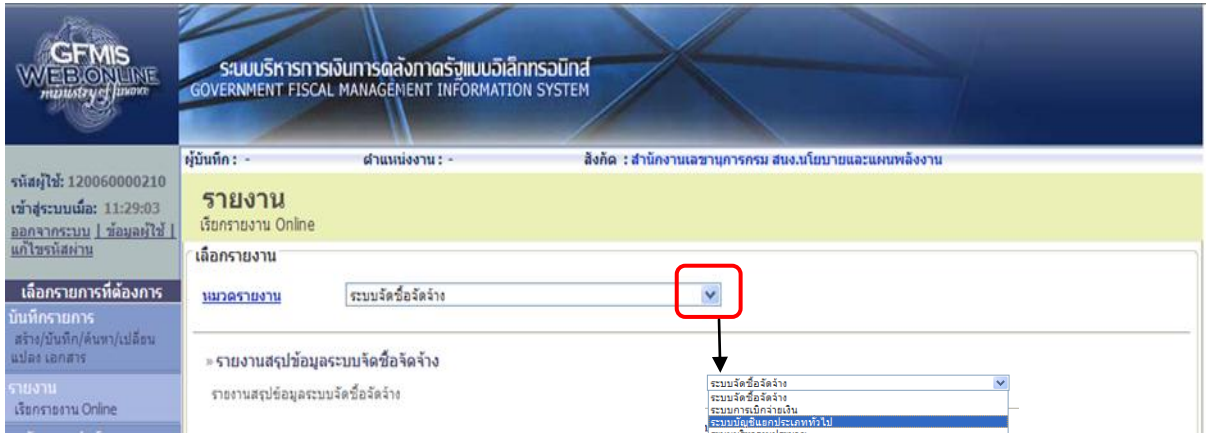 GFMIS
WEB ONLINE
ministry of finance
ระบบบริหารการเงินการคลังภาครัฐแบบอิเล็กทรอนิกส์
GOVERNMENT FISCAL MANAGEMENT INFORMATION SYSTEM
ผู้บันทึก : - ตำแหน่งงาน : - สังกัด : สำนักงานเลขานุการกรม สนง.นโยบายและแผนพลังงาน
รหัสผู้ใช้: 120060000210
เข้าสู่ระบบเมื่อ: 11:29:03
ออกจากระบบ | ข้อมูลผู้ใช้ |
แก้ไขรหัสผ่าน
รายงาน
เรียกรายงาน Online
เลือกรายงาน
หมวดรายงาน ระบบจัดซื้อจัดจ้าง
เลือกรายการที่ต้องการ
บันทึกรายการ
สร้าง/บันทึก/ค้นหา/เปลี่ยน
แปลง เอกสาร
รายงาน
เรียกรายงาน Online
» รายงานสรุปข้อมูลระบบจัดซื้อจัดจ้าง
รายงานสรุปข้อมูลระบบจัดซื้อจัดจ้าง
ระบบจัดซื้อจัดจ้าง
ระบบจัดซื้อจัดจ้าง
ระบบการเบิกจ่ายเงิน
ระบบบัญชีแยกประเภททั่วไป